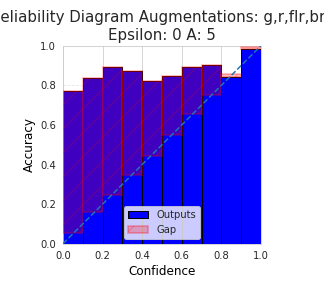 eliability Diagram Augmentations: g,r,flr,br
Epsilon: 0 A: 5
1.0
0.8
0.6
0.4
0.2
0.0
Accuracy
Outputs
Gap
0.0 0.2 0.4 0.6 0.8 1.0
Confidence